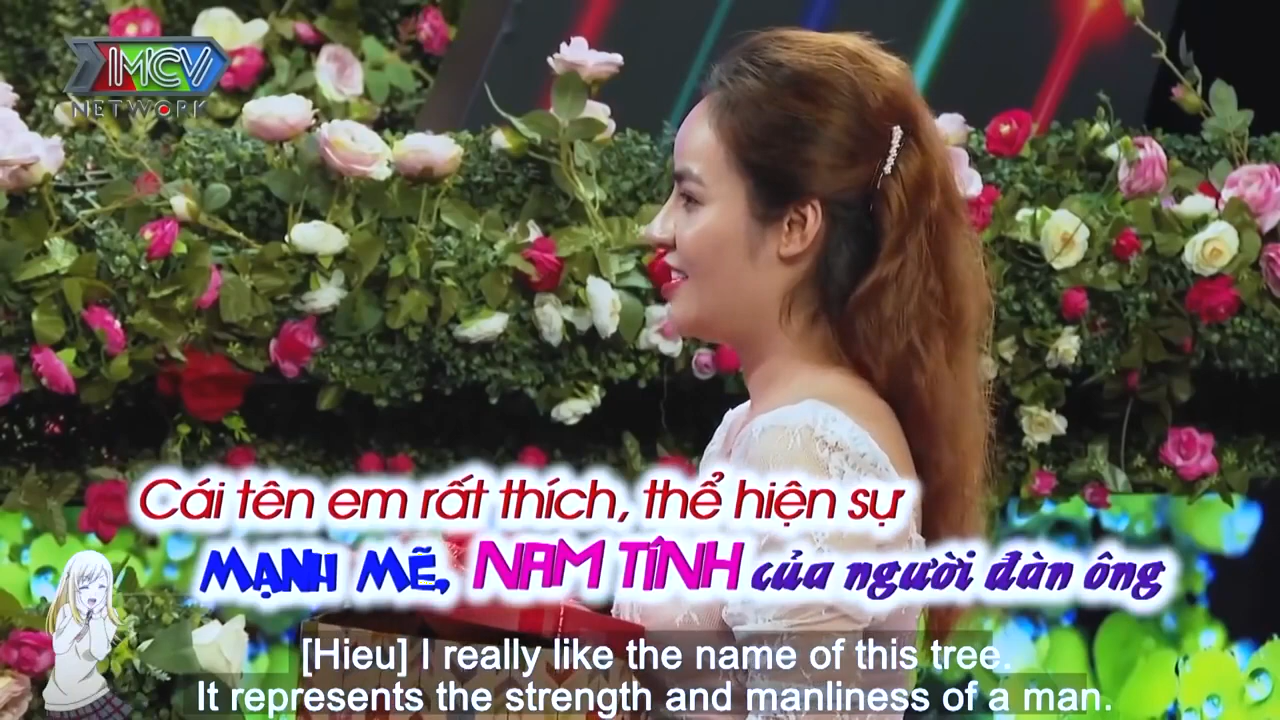 MCV
NETWORK
Cái tên em rất thích, thể hiện sự
MẠNH MẼ, NAM TÍNH của người đàn ông
[Hieu] I really like the name of this tree.
It represents the strength and manliness of a man.